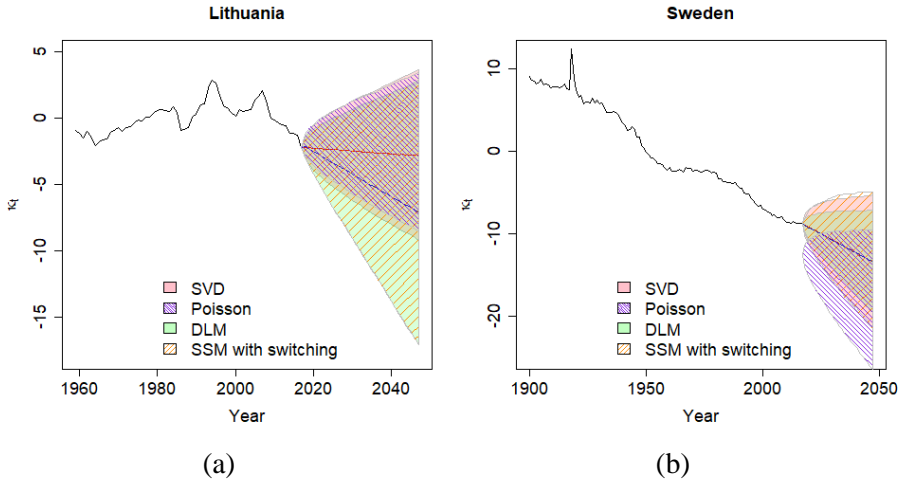 Lithuania
κt
5
0
-5
-10
-15
SVD
Poisson
DLM
SSM with switching
1960 1980 2000 2020 2040
Year
(a)
Sweden
κt
10
0
-10
-20
SVD
Poisson
DLM
SSM with switching
1900 1950 2000 2050
Year
(b)